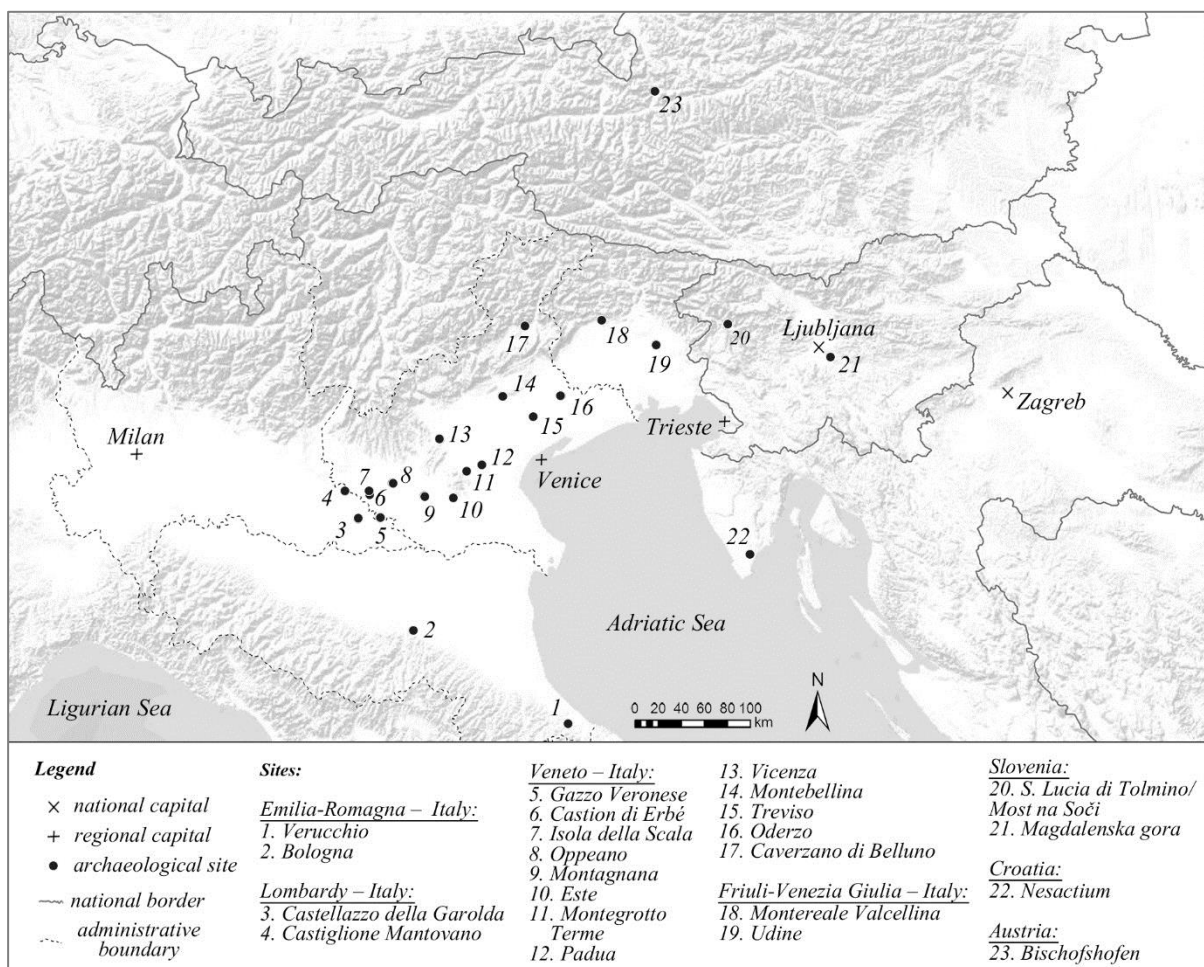 23
17
18
19
20
Ljubljana
21
14
16
15
Zagreb
Trieste
Milan
13
12
Venice
11
7
8
4
6
9
10
3
5
22
2
Adriatic Sea
N
Ligurian Sea
1
0 20 40 60 80 100
km
Legend
national capital
regional capital
archaeological site
national border
administrative
boundary
Sites:
Emilia-Romagna – Italy:
1. Verucchio
2. Bologna
Lombardy – Italy:
3. Castellazzo della Garolda
4. Castiglione Mantovano
Veneto – Italy:
5. Gazzo Veronese
6. Castion di Erbé
7. Isola della Scala
8. Oppeano
9. Montagnana
10. Este
11. Montegrotto
Terme
12. Padua
13. Vicenza
14. Montebellina
15. Treviso
16. Oderzo
17. Caverzano di Belluno
Friuli-Venezia Giulia – Italy:
18. Montereale Valcellina
19. Udine
Slovenia:
20. S. Lucia di Tolmino/
Most na Soči
21. Magdalenska gora
Croatia:
22. Nesactium
Austria:
23. Bischofshofen